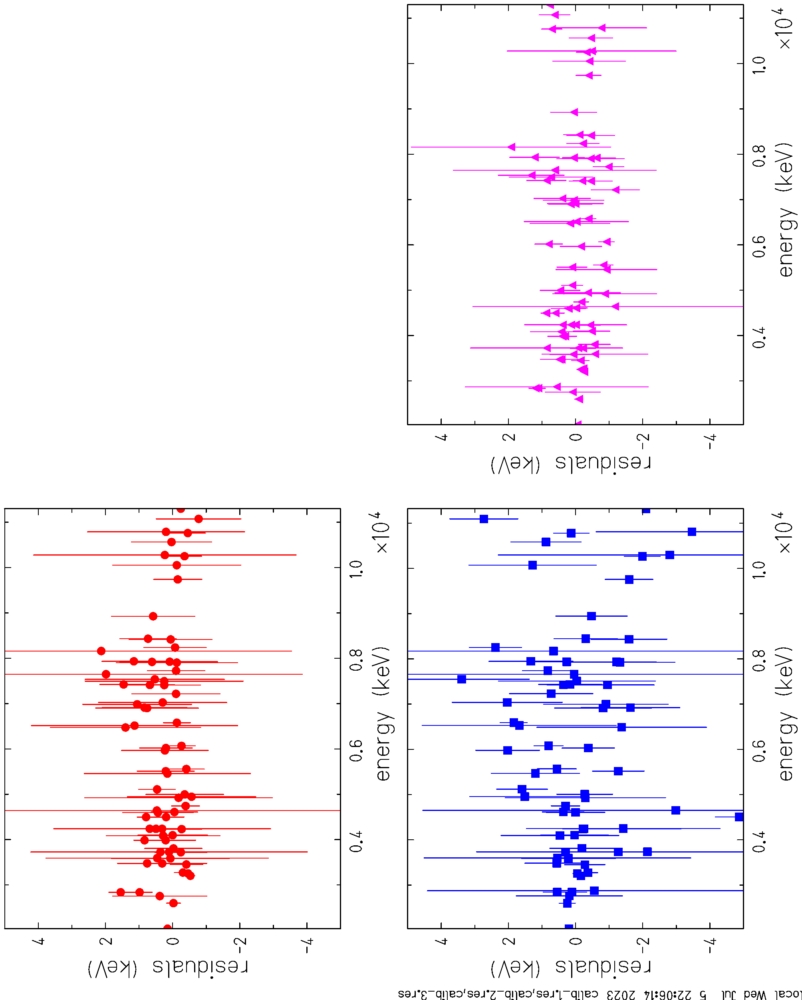 residuals (keV)
4
2
0
-2
-4
0.4 0.6 0.8 1.0
×10⁴
energy (keV)
residuals (keV)
4
2
0
-2
-4
0.4 0.6 0.8 1.0
×10⁴
energy (keV)
residuals (keV)
4
2
0
-2
-4
0.4 0.6 0.8 1.0
×10⁴
energy (keV)
local Wed Jul 5 22:06:14 2023 calib_1.res,calib_2.res,calib_3.res